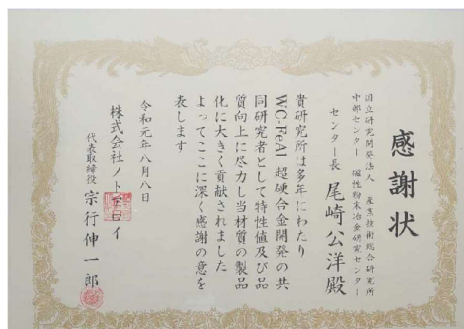 感謝状
国立研究開発法人 産業技術総合研究所
中部センター 磁性粉末冶金研究センター
センター長 尾崎公洋殿
貴研究所は多年にわたり
WC-FeAl 超硬合金開発の共
同研究者として特性値及び品
質向上に尽力し当材質の製品
化に大きく貢献されました
よってここに深く感謝の意を
表します
令和元年八月八日
株式会社ノトアロイ
代表取締役 宗行伸一郎